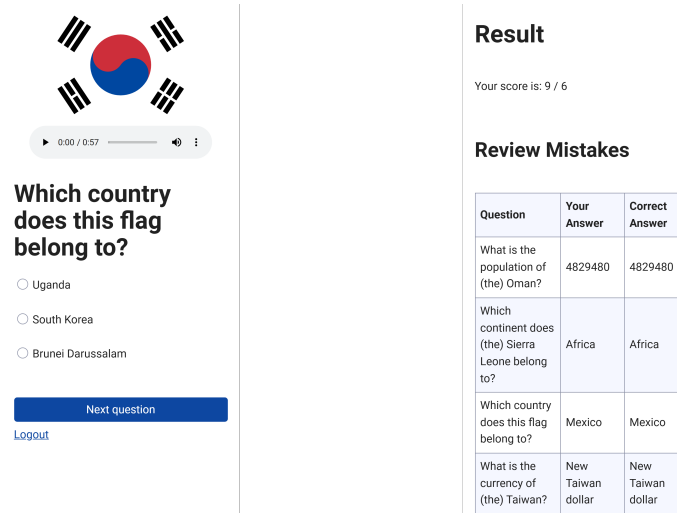 0:00 / 0:57
Which country
does this flag
belong to?
Uganda
South Korea
Brunei Darussalam
Next question
Logout
Result
Your score is: 9 / 6
Review Mistakes
Question
Your
Answer
Correct
Answer
What is the
population of
(the) Oman?
4829480
4829480
Which
continent does
(the) Sierra
Leone belong
to?
Africa
Africa
Which country
does this flag
belong to?
Mexico
Mexico
What is the
currency of
(the) Taiwan?
New
Taiwan
dollar
New
Taiwan
dollar